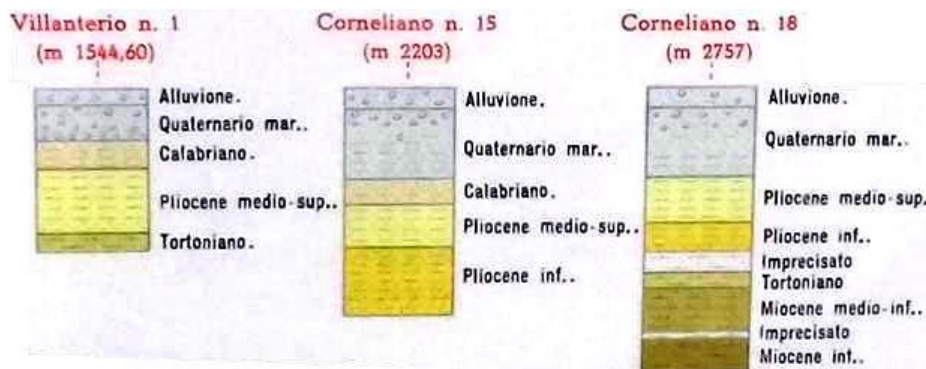 Villanterio n. 1
(m 1544,60)
Alluvione.
Quaternario mar..
Calabriano.
Pliocene medio-sup..
Tortoniano.
Corneliano n. 15
(m 2203)
Alluvione.
Quaternario mar..
Calabriano.
Pliocene medio-sup..
Pliocene inf..
Corneliano n. 18
(m 2757)
Alluvione.
Quaternario mar..
Pliocene medio-sup.
Pliocene inf..
Imprecisato
Tortoniano
Miocene medio-inf..
Imprecisato
Miocene inf..